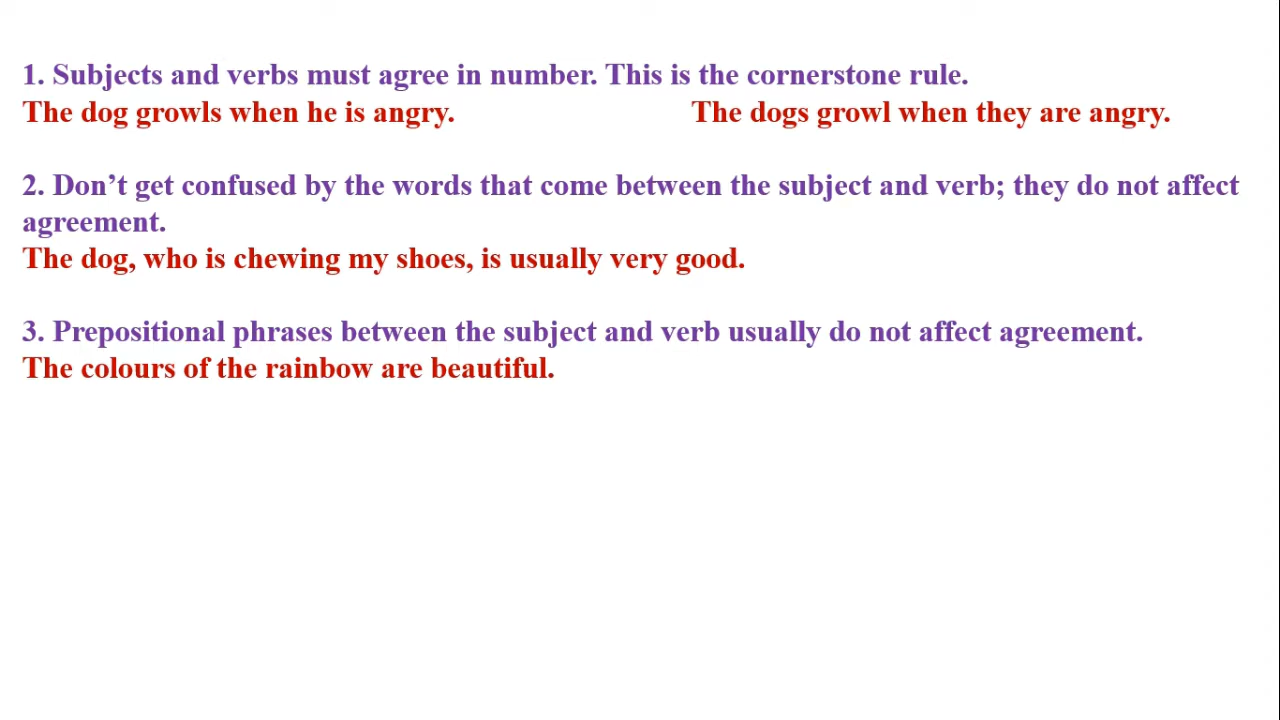 1. Subjects and verbs must agree in number. This is the cornerstone rule.
The dog growls when he is angry. The dogs growl when they are angry.
2. Don’t get confused by the words that come between the subject and verb; they do not affect
agreement.
The dog, who is chewing my shoes, is usually very good.
3. Prepositional phrases between the subject and verb usually do not affect agreement.
The colours of the rainbow are beautiful.